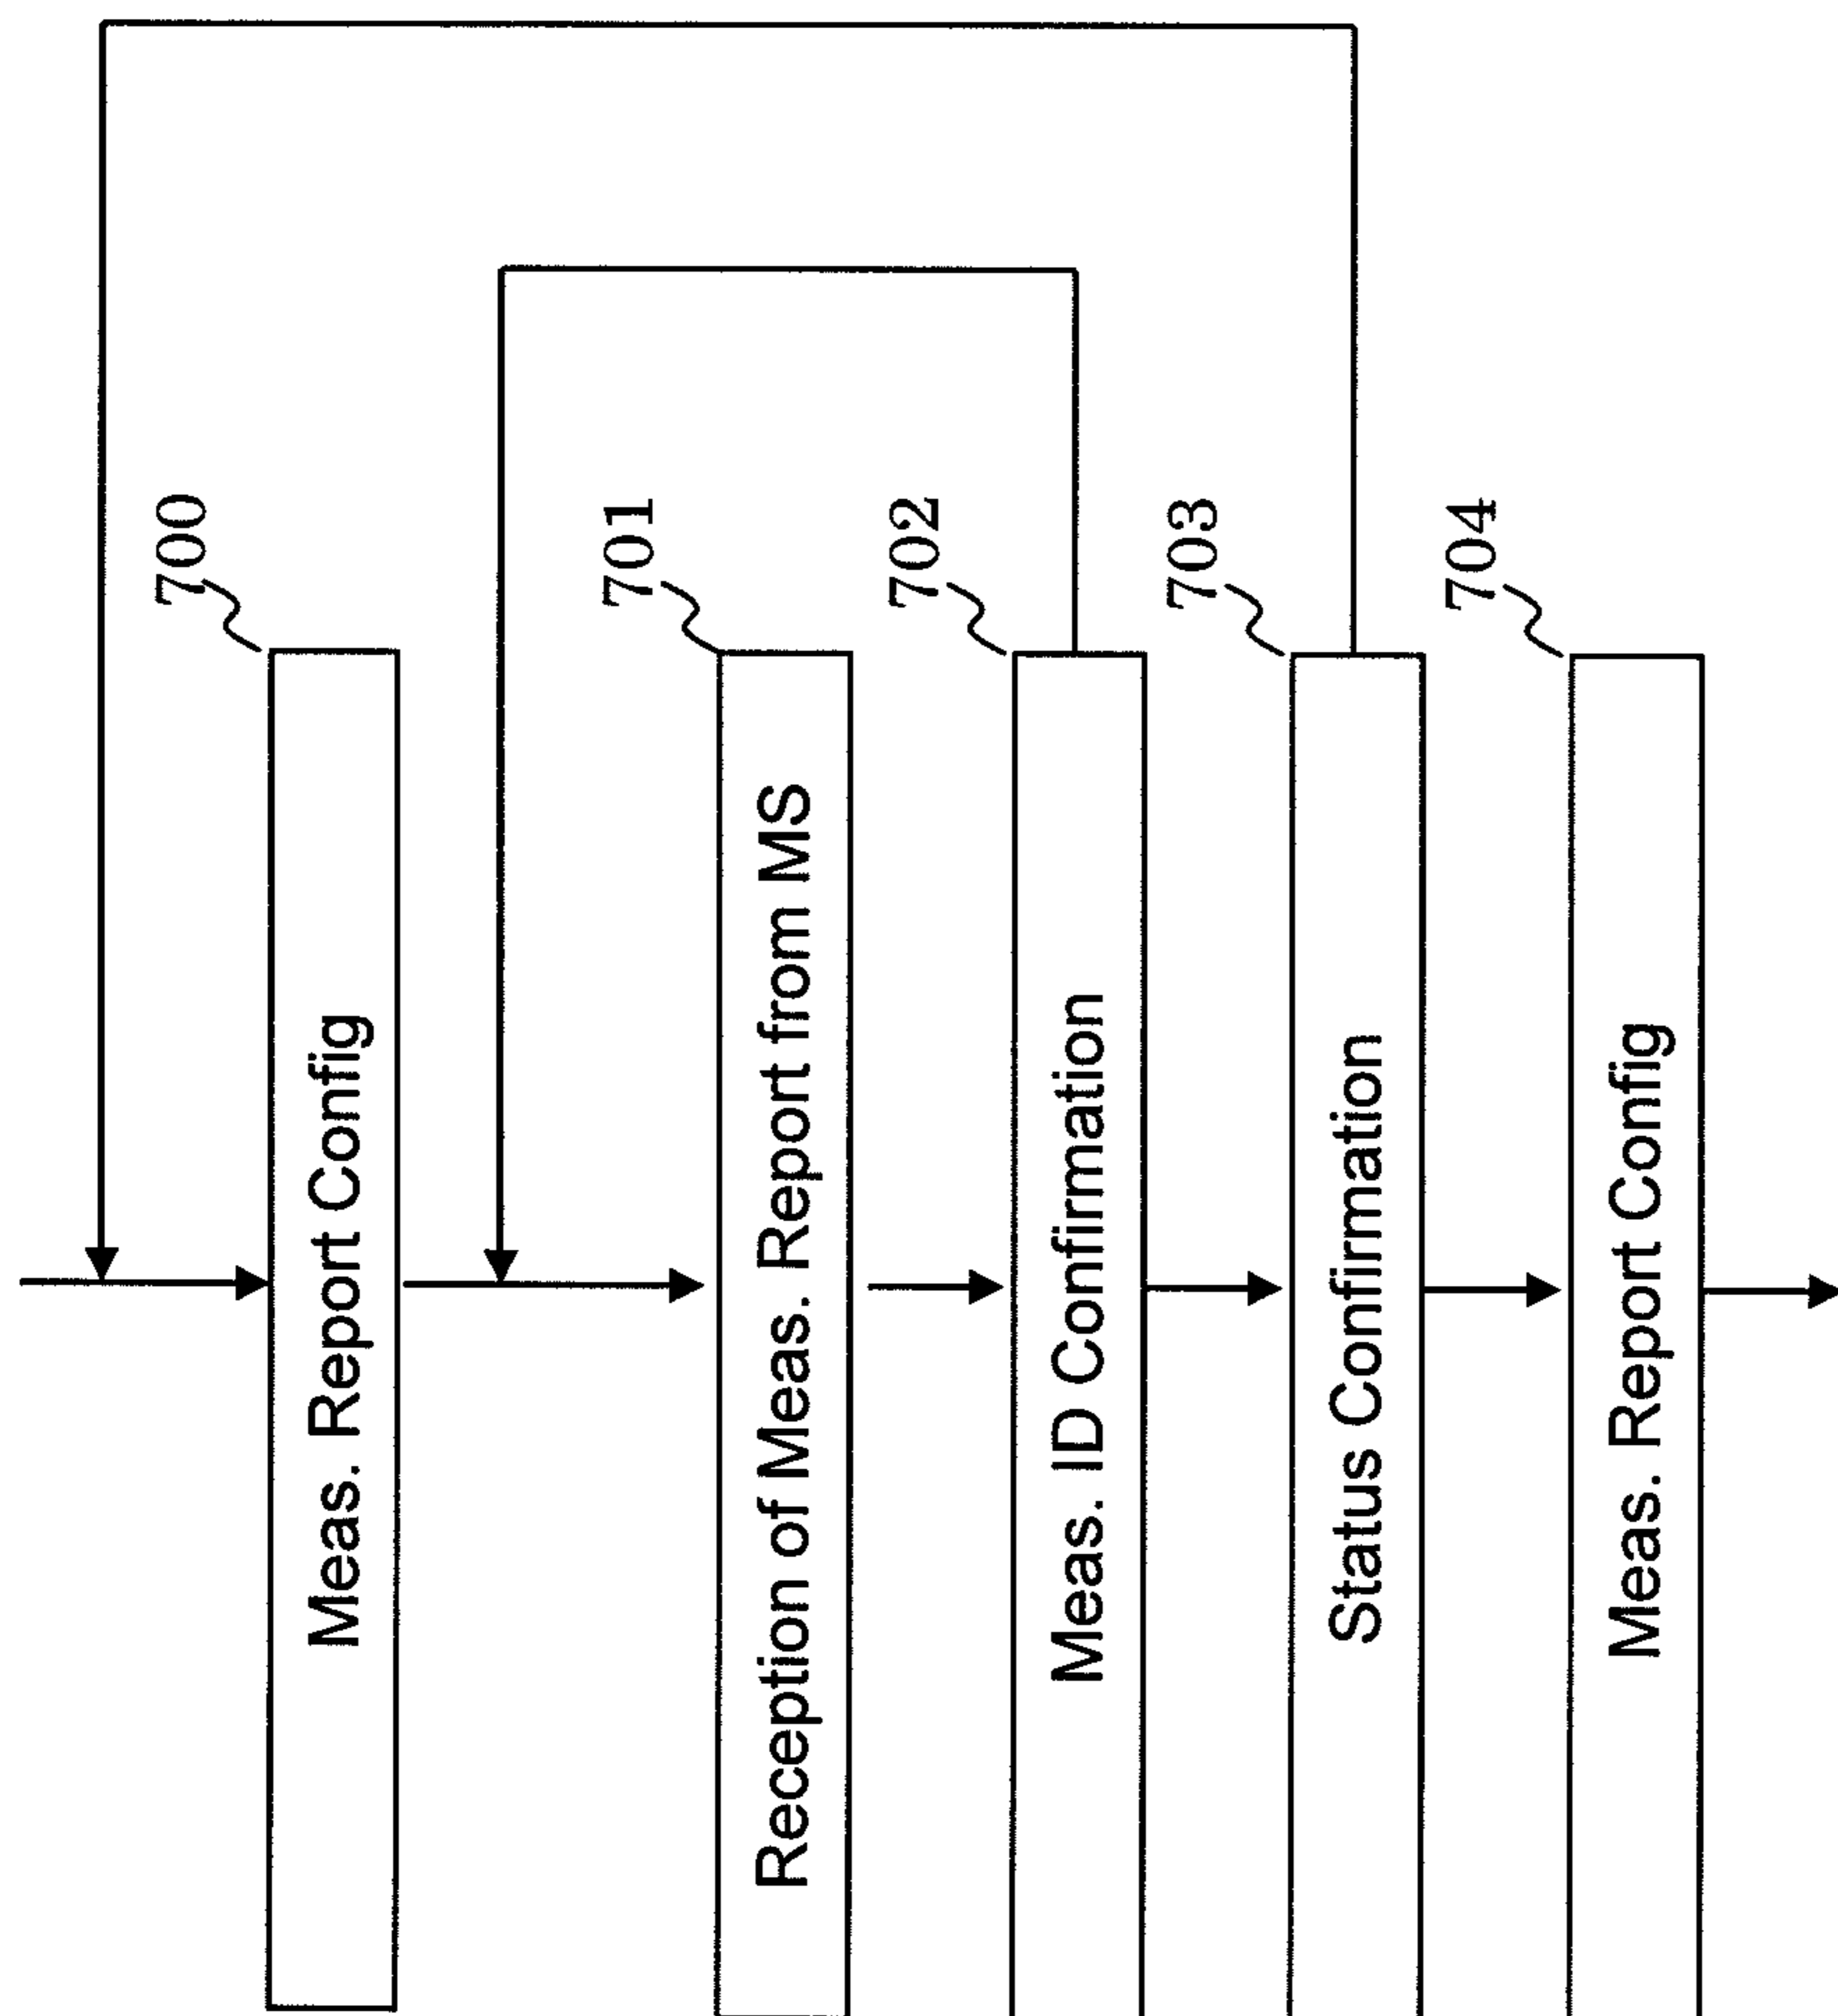 700
Meas. Report Config
701
Reception of Meas. Report from MS
702
Meas. ID Confirmation
703
Status Confirmation
704
Meas. Report Config